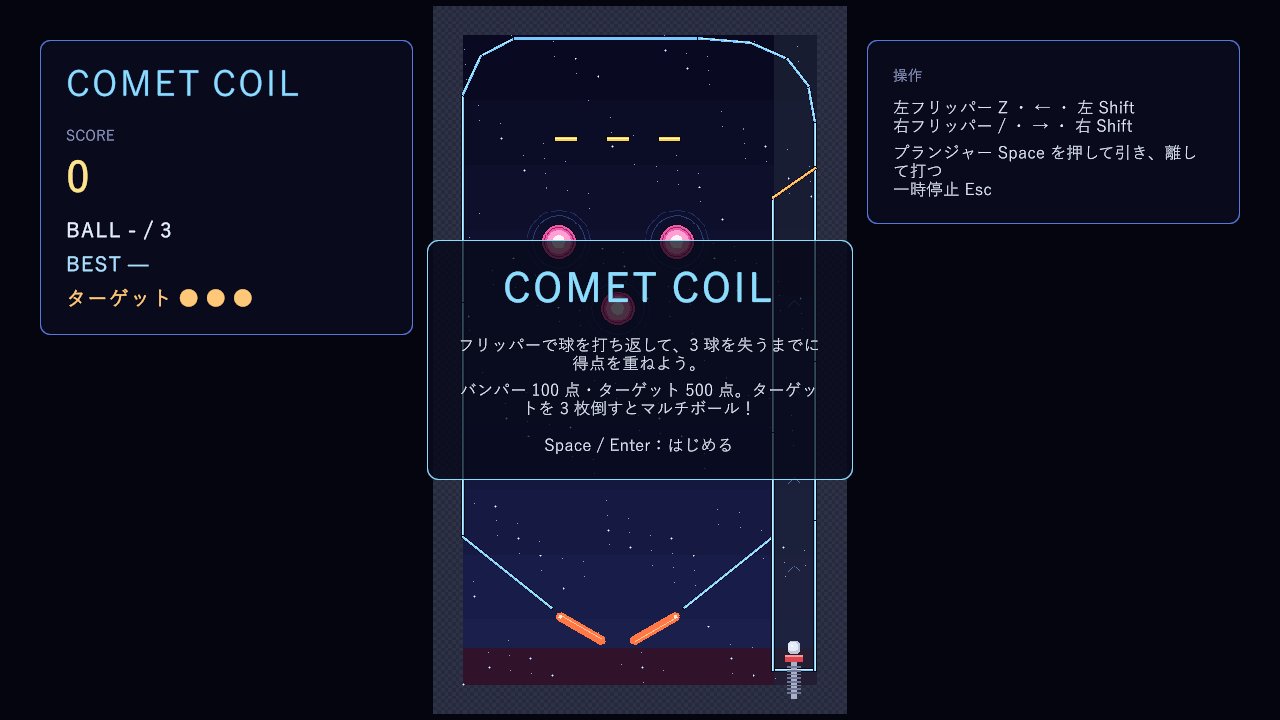 COMET COIL
SCORE
0
BALL - / 3
BEST —
ターゲット ● ● ●
COMET COIL
フリッパーで球を打ち返して、3 球を失うまでに
得点を重ねよう。
バンパー 100 点・ターゲット 500 点。ターゲッ
トを 3 枚倒すとマルチボール！
Space / Enter：はじめる
操作
左フリッパー Z ・ ← ・ 左 Shift
右フリッパー / ・ → ・ 右 Shift
プランジャー Space を押して引き、離し
て打つ
一時停止 Esc